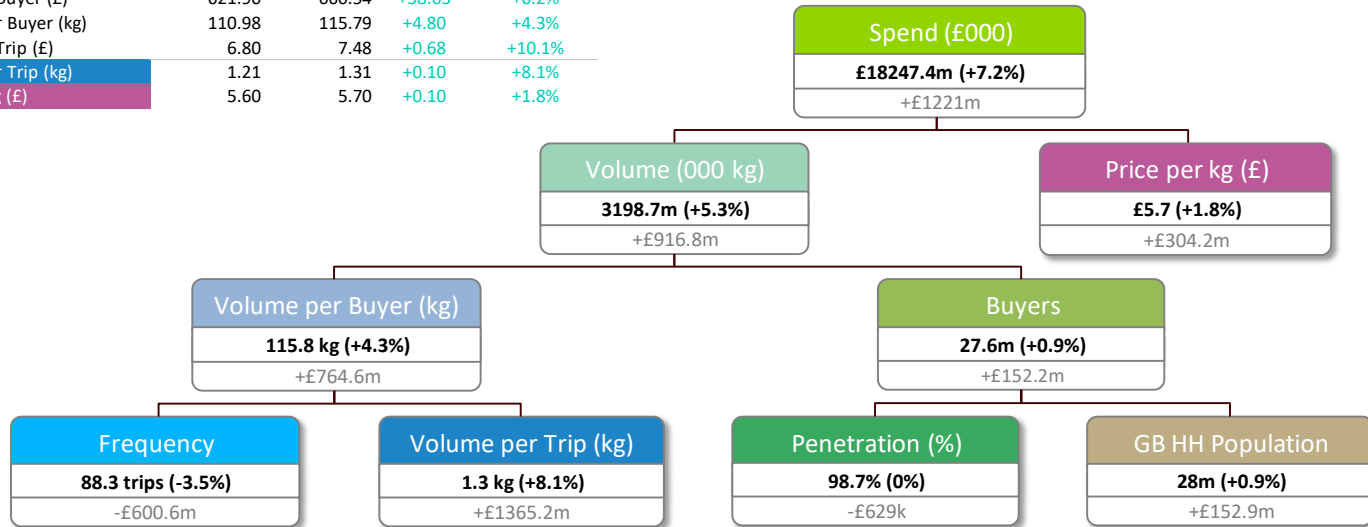 r Buyer (kg) 110.98 115.79 +4.80 +4.3%
Trip (£) 6.80 7.48 +0.68 +10.1%
r Trip (kg) 1.21 1.31 +0.10 +8.1%
(£) 5.60 5.70 +0.10 +1.8%
Spend (£000)
£18247.4m (+7.2%)
+£1221m
Volume (000 kg)
3198.7m (+5.3%)
+£916.8m
Price per kg (£)
£5.7 (+1.8%)
+£304.2m
Volume per Buyer (kg)
115.8 kg (+4.3%)
+£764.6m
Buyers
27.6m (+0.9%)
+£152.2m
Frequency
88.3 trips (-3.5%)
-£600.6m
Volume per Trip (kg)
1.3 kg (+8.1%)
+£1365.2m
Penetration (%)
98.7% (0%)
-£629k
GB HH Population
28m (+0.9%)
+£152.9m